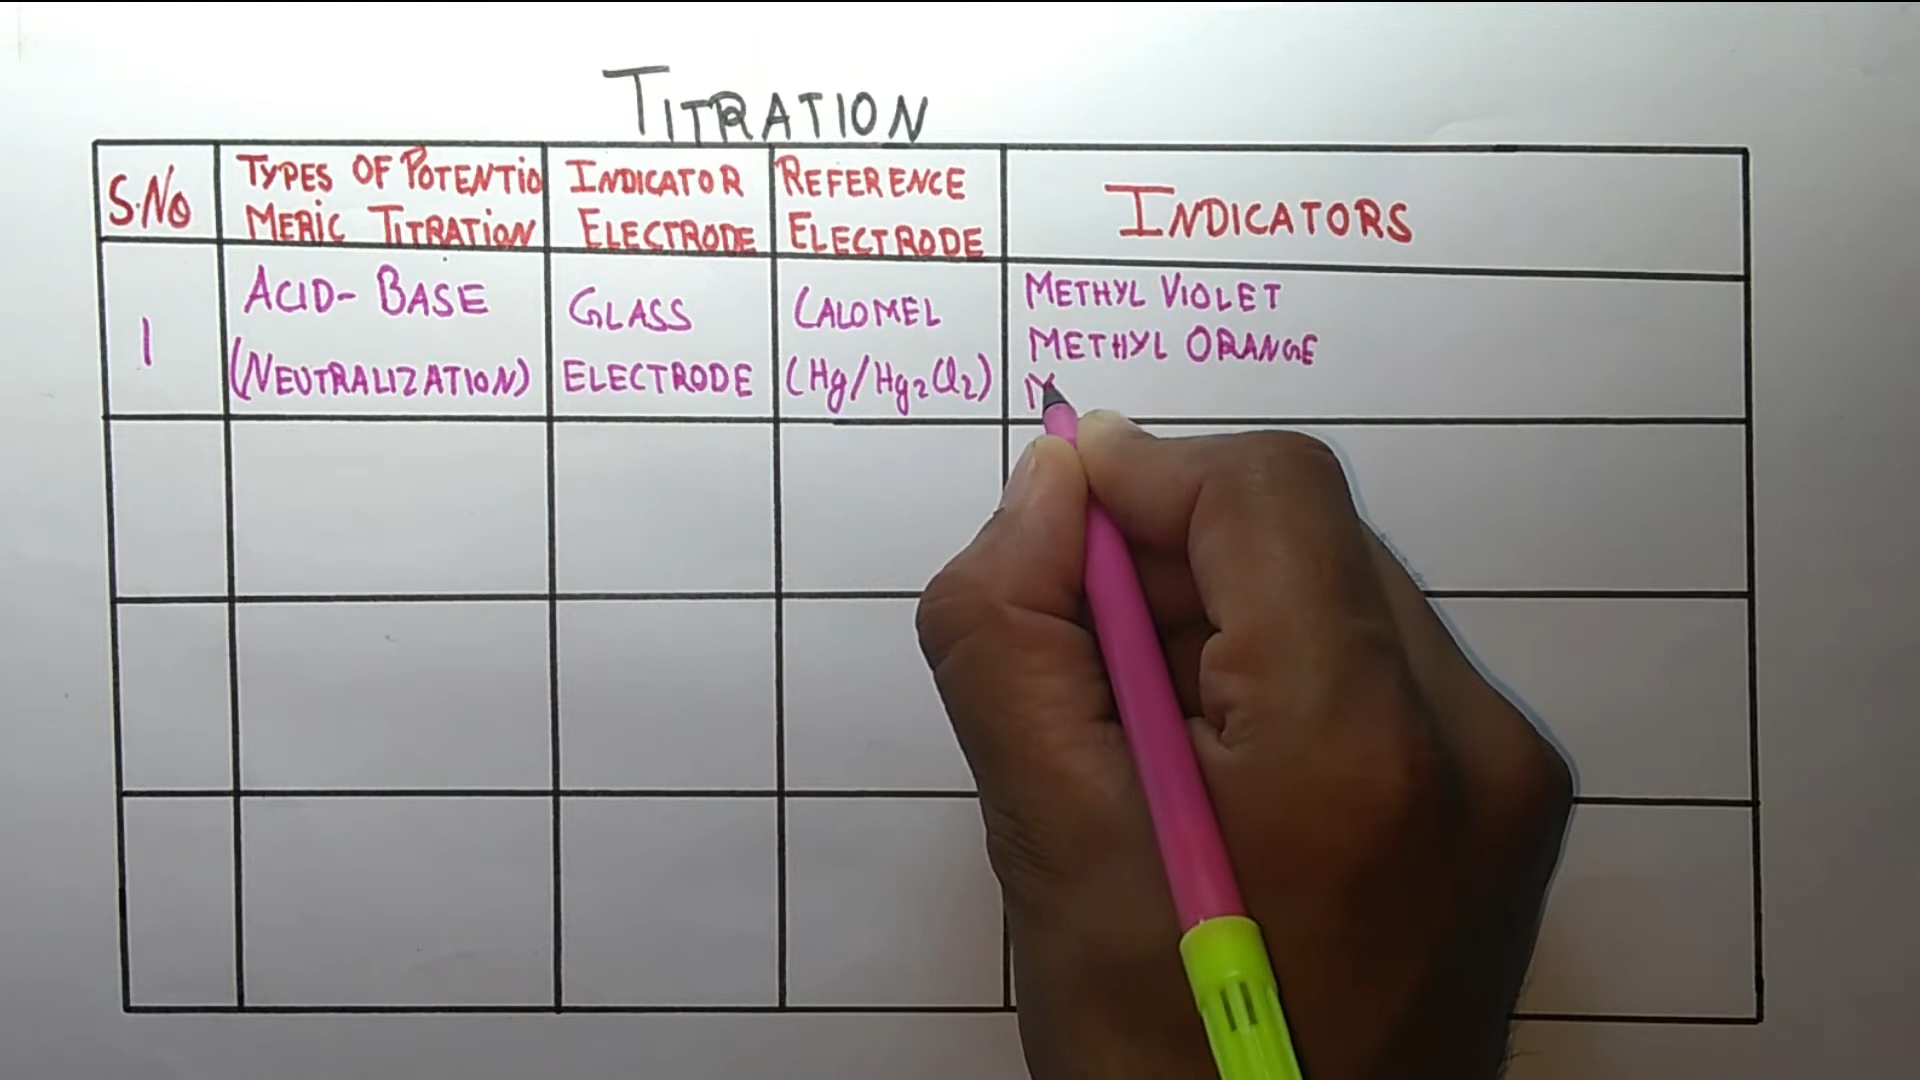 TITRATION
S.No
TYPES OF POTENTIO
MERIC TITRATION
INDICATOR
ELECTRODE
REFERENCE
ELECTRODE
INDICATORS
1
ACID- BASE
(NEUTRALIZATION)
GLASS
ELECTRODE
CALOMEL
(Hg/Hg2Cl2)
METHYL VIOLET
METHYL ORANGE